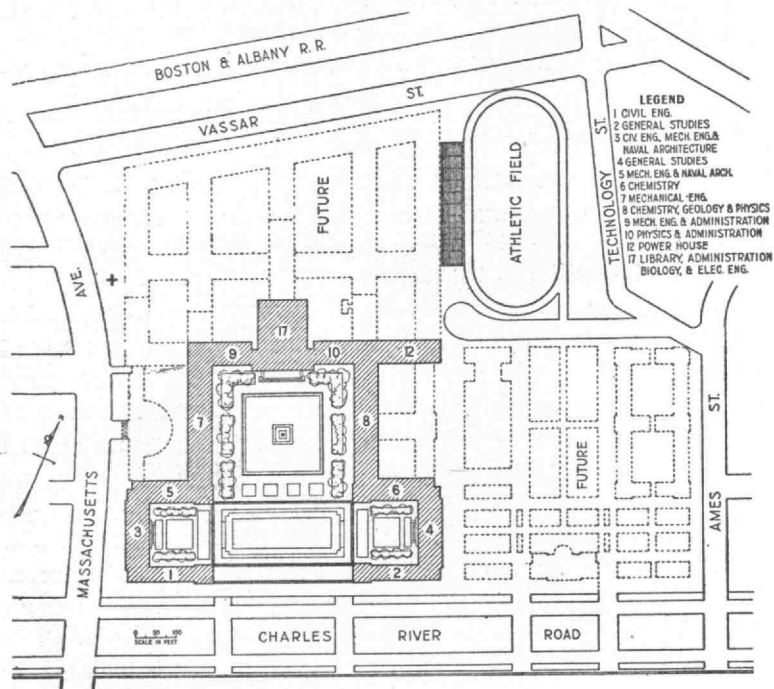 BOSTON & ALBANY R. R.
VASSAR ST.
LEGEND
1 CIVIL ENG.
2 GENERAL STUDIES
3 CIV. ENG, MECH. ENG.&
NAVAL ARCHITECTURE
4 GENERAL STUDIES
5 MECH. ENG. & NAVAL ARCH.
6 CHEMISTRY
7 MECHANICAL ENG.
8 CHEMISTRY, GEOLOGY & PHYSICS
9 MECH. ENG. & ADMINISTRATION
10 PHYSICS & ADMINISTRATION
12 POWER HOUSE
17 LIBRARY, ADMINISTRATION
BIOLOGY, & ELEC. ENG.
TECHNOLOGY ST.
ATHLETIC FIELD
FUTURE
MASSACHUSETTS AVE.
17
9
10
12
7
8
5
6
3
4
1
2
FUTURE
AMES ST.
0 50 100
SCALE IN FEET
CHARLES RIVER ROAD